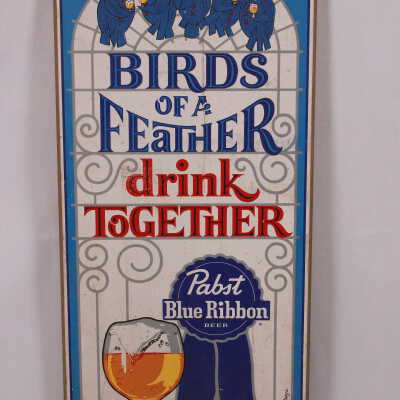 BIRDS
OF A
FEATHER
drink
ToGETHER
Pabst
Blue Ribbon
BEER